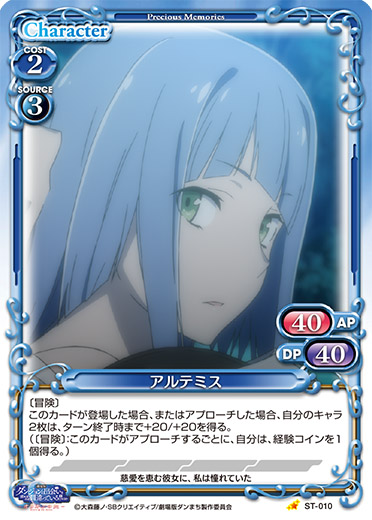 Precious Memories
Character
COST
2
SOURCE
3
40 AP
DP 40
アルテミス
〔冒険〕
このカードが登場した場合、またはアプローチした場合、自分のキャラ
2枚は、ターン終了時まで+20/+20を得る。
(〔冒険〕:このカードがアプローチするごとに、自分は、経験コインを1
個得る。)
慈愛を恵む彼女に、私は憧れていた
©大森藤ノ・SBクリエイティブ/劇場版ダンまち製作委員会
ST-010